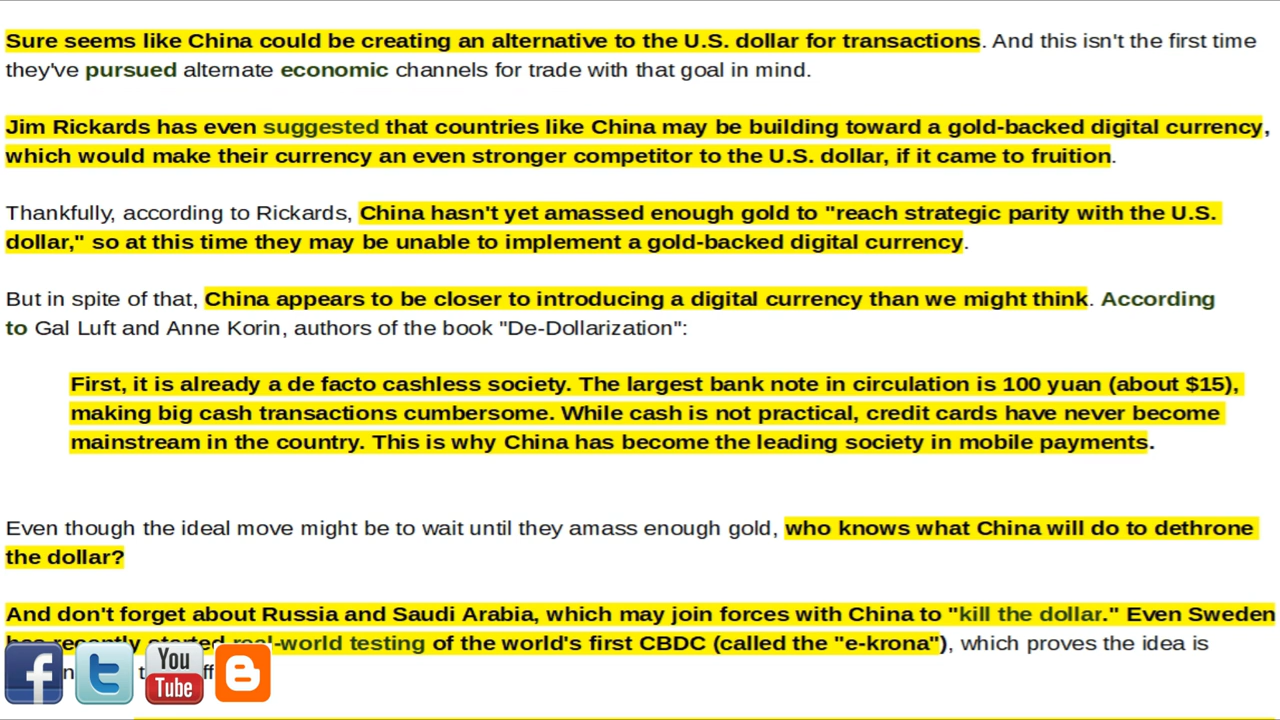 Sure seems like China could be creating an alternative to the U.S. dollar for transactions. And this isn't the first time
they've pursued alternate economic channels for trade with that goal in mind.
Jim Rickards has even suggested that countries like China may be building toward a gold-backed digital currency,
which would make their currency an even stronger competitor to the U.S. dollar, if it came to fruition.
Thankfully, according to Rickards, China hasn't yet amassed enough gold to "reach strategic parity with the U.S.
dollar," so at this time they may be unable to implement a gold-backed digital currency.
But in spite of that, China appears to be closer to introducing a digital currency than we might think. According
to Gal Luft and Anne Korin, authors of the book "De-Dollarization":
First, it is already a de facto cashless society. The largest bank note in circulation is 100 yuan (about $15),
making big cash transactions cumbersome. While cash is not practical, credit cards have never become
mainstream in the country. This is why China has become the leading society in mobile payments.
Even though the ideal move might be to wait until they amass enough gold, who knows what China will do to dethrone
the dollar?
And don't forget about Russia and Saudi Arabia, which may join forces with China to "kill the dollar." Even Sweden
has recently started real-world testing of the world's first CBDC (called the "e-krona"), which proves the idea is
You
Tube